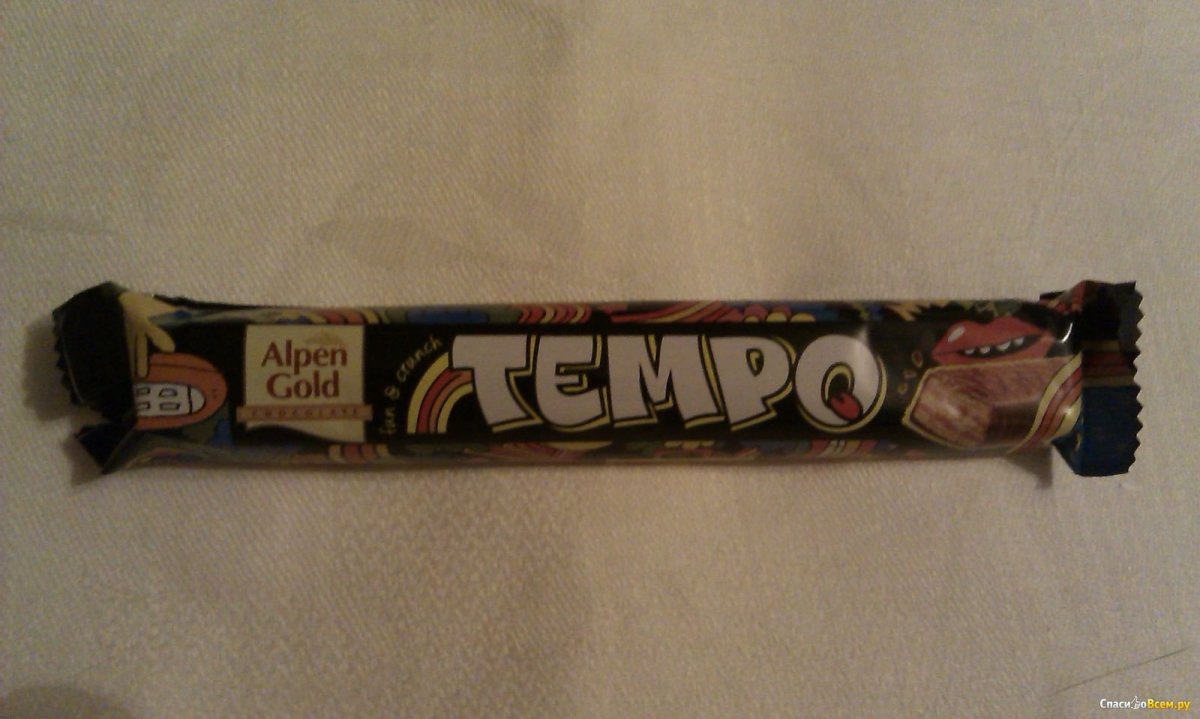 Alpen
Gold
CHOCOLATE
fun & crunch
TEMPO
СпасибоВсем.ру